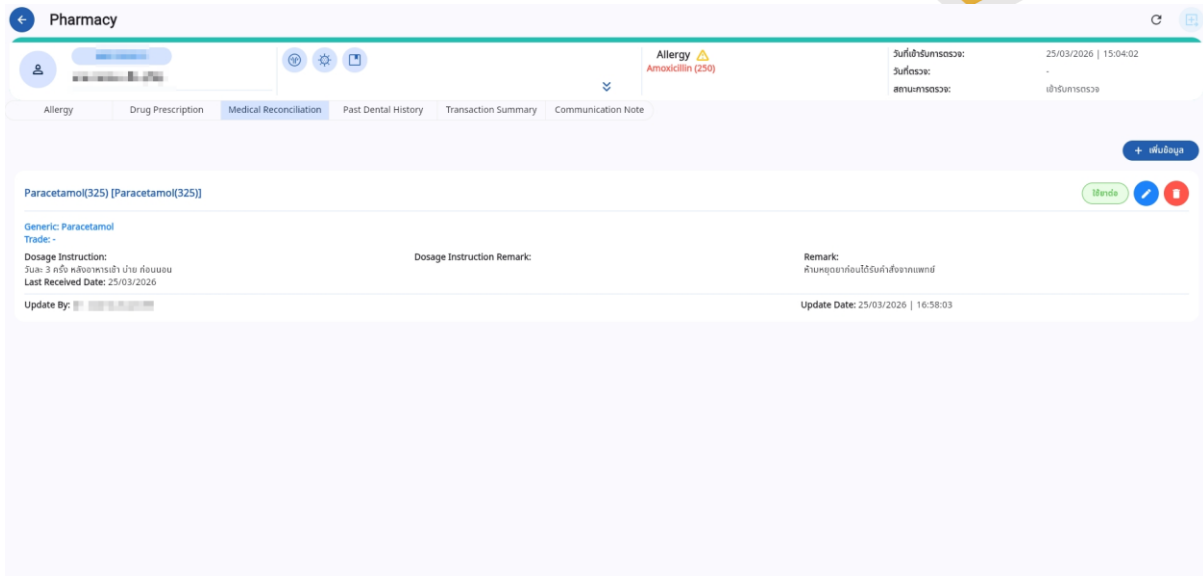 Pharmacy
Allergy
Amoxicillin (250)
วันที่เข้ารับการตรวจ: 25/03/2026 | 15:04:02
วันที่ตรวจ: -
สถานะการตรวจ: เข้ารับการตรวจ
Allergy Drug Prescription Medical Reconciliation Past Dental History Transaction Summary Communication Note
+ เพิ่มข้อมูล
Paracetamol(325) [Paracetamol(325)] ใช้ยาต่อ
Generic: Paracetamol
Trade: -
Dosage Instruction: Dosage Instruction Remark: Remark:
วันละ 3 ครั้ง หลังอาหารเช้า บ่าย ก่อนนอน ห้ามหยุดยาก่อนได้รับคำสั่งจากแพทย์
Last Received Date: 25/03/2026
Update By: Update Date: 25/03/2026 | 16:58:03